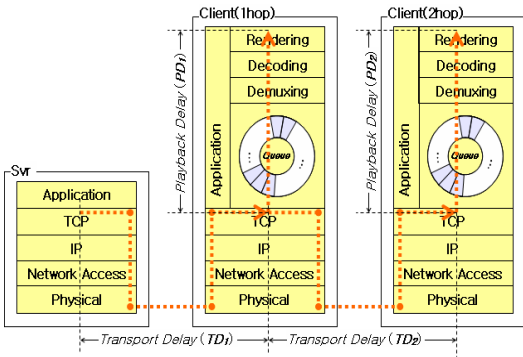 Client(1hop)
Rendering
Decoding
Demuxing
Application
Queue
Playback Delay (PD1)
TCP
IP
Network Access
Physical
Client(2hop)
Rendering
Decoding
Demuxing
Application
Queue
Playback Delay (PD2)
TCP
IP
Network Access
Physical
Svr
Application
TCP
IP
Network Access
Physical
Transport Delay (TD1)
Transport Delay (TD2)